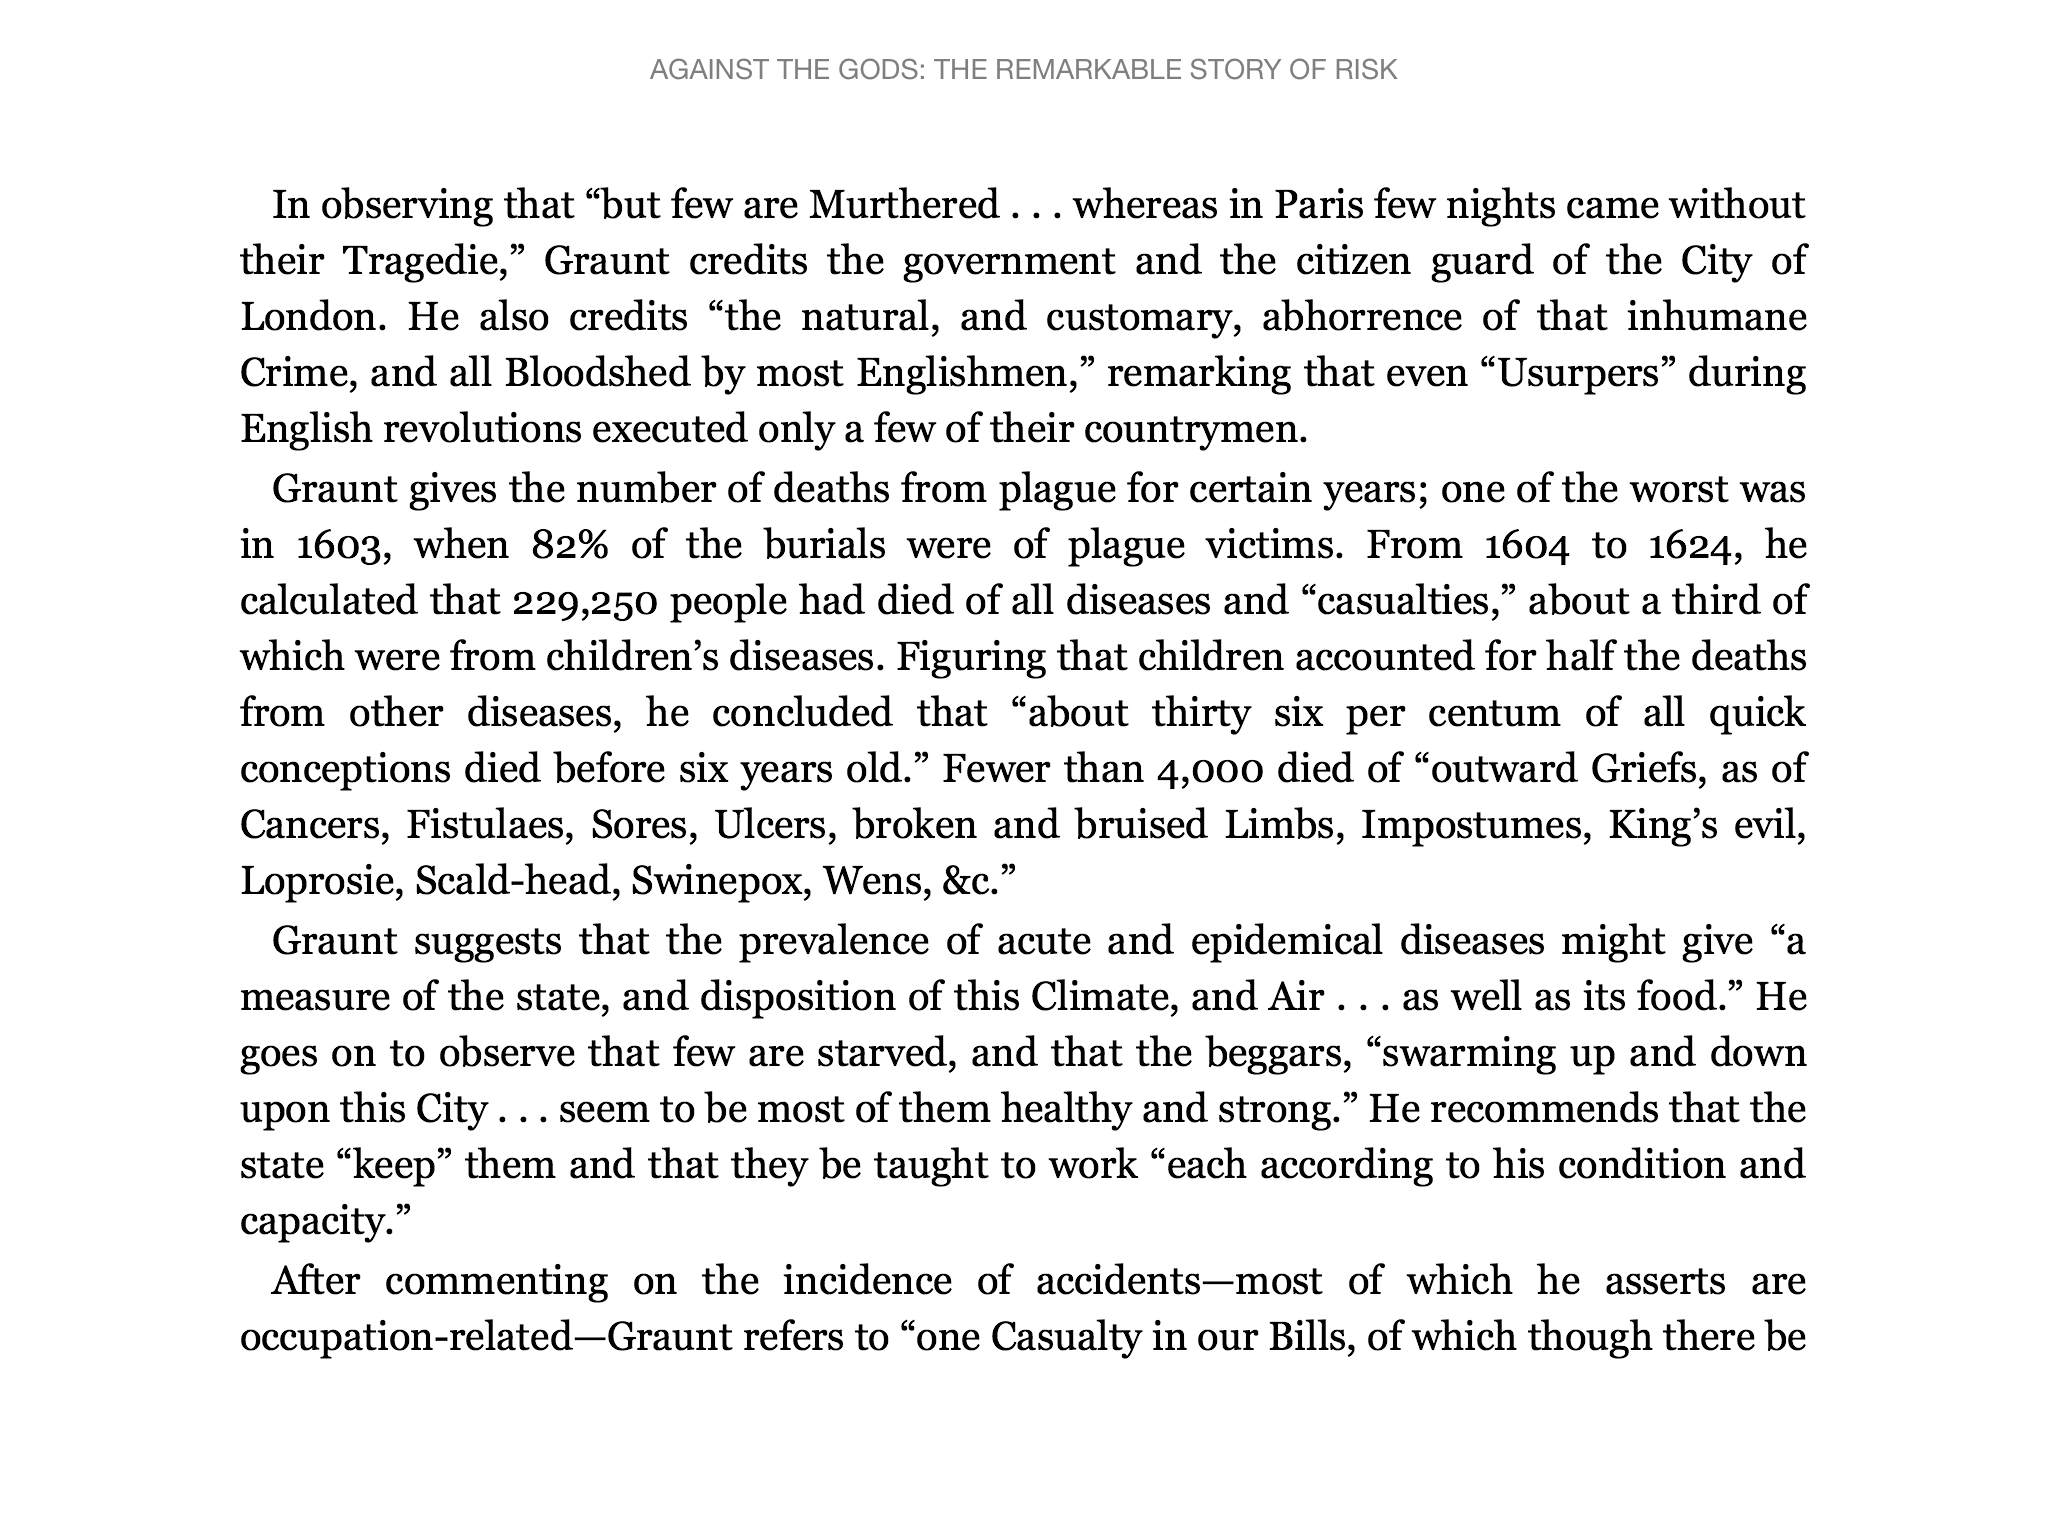 AGAINST THE GODS: THE REMARKABLE STORY OF RISK
In observing that “but few are Murthered . . . whereas in Paris few nights came without
their Tragedie,” Graunt credits the government and the citizen guard of the City of
London. He also credits “the natural, and customary, abhorrence of that inhumane
Crime, and all Bloodshed by most Englishmen,” remarking that even “Usurpers” during
English revolutions executed only a few of their countrymen.
Graunt gives the number of deaths from plague for certain years; one of the worst was
in 1603, when 82% of the burials were of plague victims. From 1604 to 1624, he
calculated that 229,250 people had died of all diseases and “casualties,” about a third of
which were from children’s diseases. Figuring that children accounted for half the deaths
from other diseases, he concluded that “about thirty six per centum of all quick
conceptions died before six years old.” Fewer than 4,000 died of “outward Griefs, as of
Cancers, Fistulaes, Sores, Ulcers, broken and bruised Limbs, Impostumes, King’s evil,
Loprosie, Scald-head, Swinepox, Wens, &c.”
Graunt suggests that the prevalence of acute and epidemical diseases might give “a
measure of the state, and disposition of this Climate, and Air . . . as well as its food.” He
goes on to observe that few are starved, and that the beggars, “swarming up and down
upon this City . . . seem to be most of them healthy and strong.” He recommends that the
state “keep” them and that they be taught to work “each according to his condition and
capacity.”
After commenting on the incidence of accidents—most of which he asserts are
occupation-related—Graunt refers to “one Casualty in our Bills, of which though there be